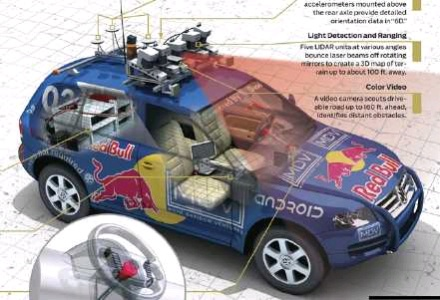 accelerometers mounted above
the rear axle provide detailed
orientation data in "6D."
Light Detection and Ranging
Five LIDAR units at various angles
bounce laser beams off rotating
mirrors to create a 3D map of ter-
rain up to about 100 ft. away.
Color Video
A video camera scouts drive-
able road up to 160 ft. ahead,
identifies distant obstacles.
Red Bull
MDV
MDV
Red Bull